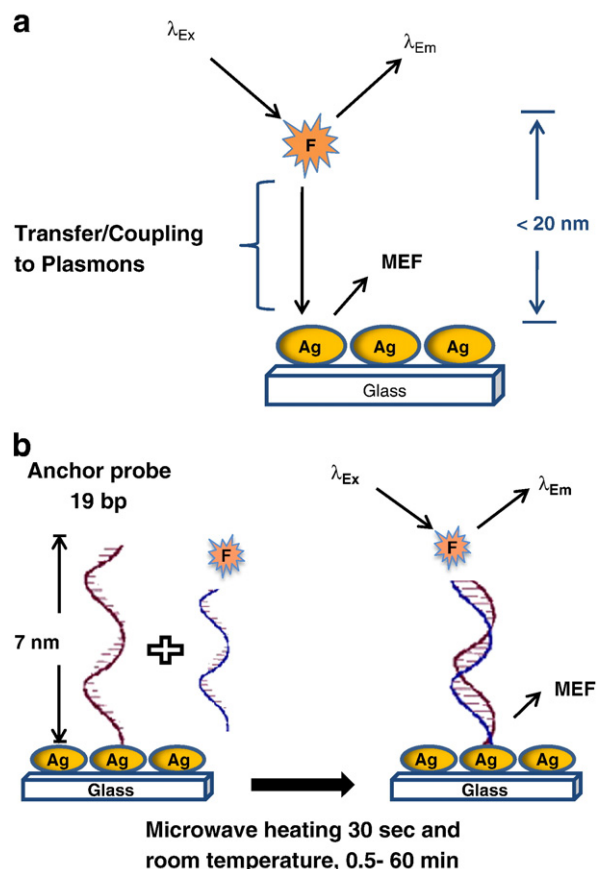 a
λEx
λEm
F
Transfer/Coupling
to Plasmons
< 20 nm
MEF
Ag Ag Ag
Glass
b
Anchor probe
19 bp
λEx
λEm
F
F
7 nm
MEF
Ag Ag Ag
Ag Ag Ag
Glass
Glass
Microwave heating 30 sec and
room temperature, 0.5- 60 min